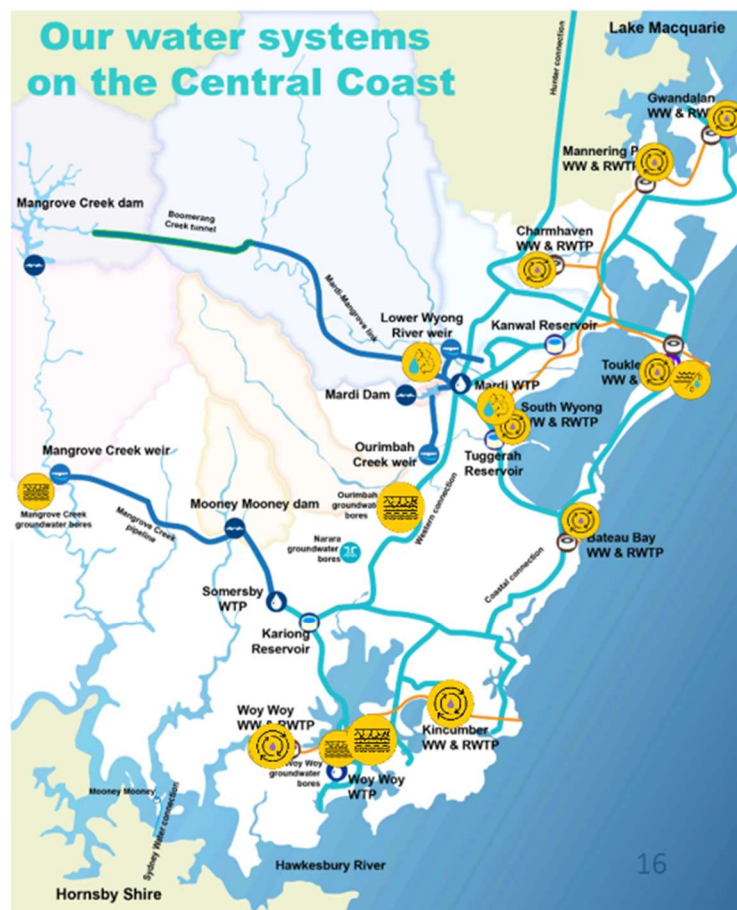 Our water systems
on the Central Coast
Lake Macquarie
Hunter connection
Gwandalan
WW & RWTP
Mannering P
WW & RWTP
Mangrove Creek dam
Boomerang
Creek tunnel
Charmhaven
WW & RWTP
Mardi-Mangrove link
Lower Wyong
River weir
Kanwal Reservoir
Mardi Dam
Mardi WTP
Toukle
WW &
South Wyong
WW & RWTP
Ourimbah
Creek weir
Tuggerah
Reservoir
Mangrove Creek weir
Mangrove Creek
groundwater bores
Mangrove Creek
pipeline
Mooney Mooney dam
Ourimbah
groundwa
bores
Western connection
Narara
groundwater
bores
Bateau Bay
WW & RWTP
Coastal connection
Somersby
WTP
Kariong
Reservoir
Woy Woy
WW & RWTP
Kincumber
WW & RWTP
Woy Woy
groundwater
bores
Woy Woy
WTP
Mooney Mooney
Sydney Water connection
Hawkesbury River
Hornsby Shire
16